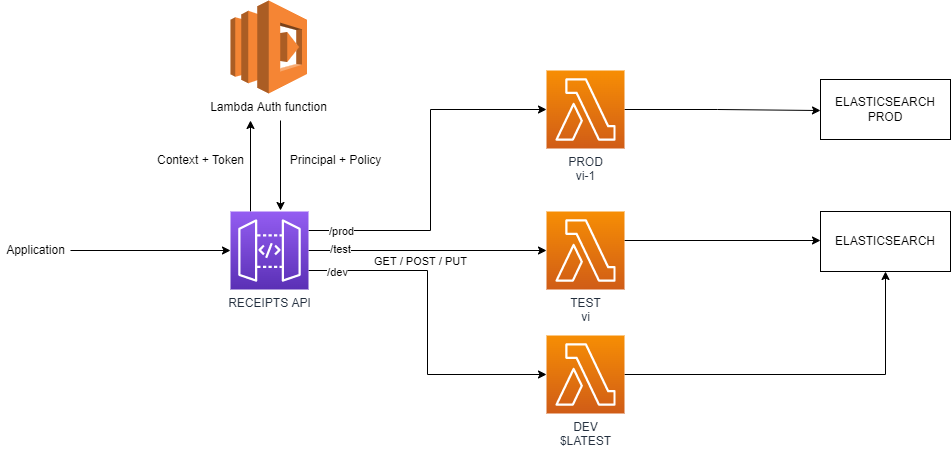 Lambda Auth function
Context + Token
Principal + Policy
Application
RECEIPTS API
/prod
/test
GET / POST / PUT
/dev
PROD
vi-1
TEST
vi
DEV
$LATEST
ELASTICSEARCH
PROD
ELASTICSEARCH